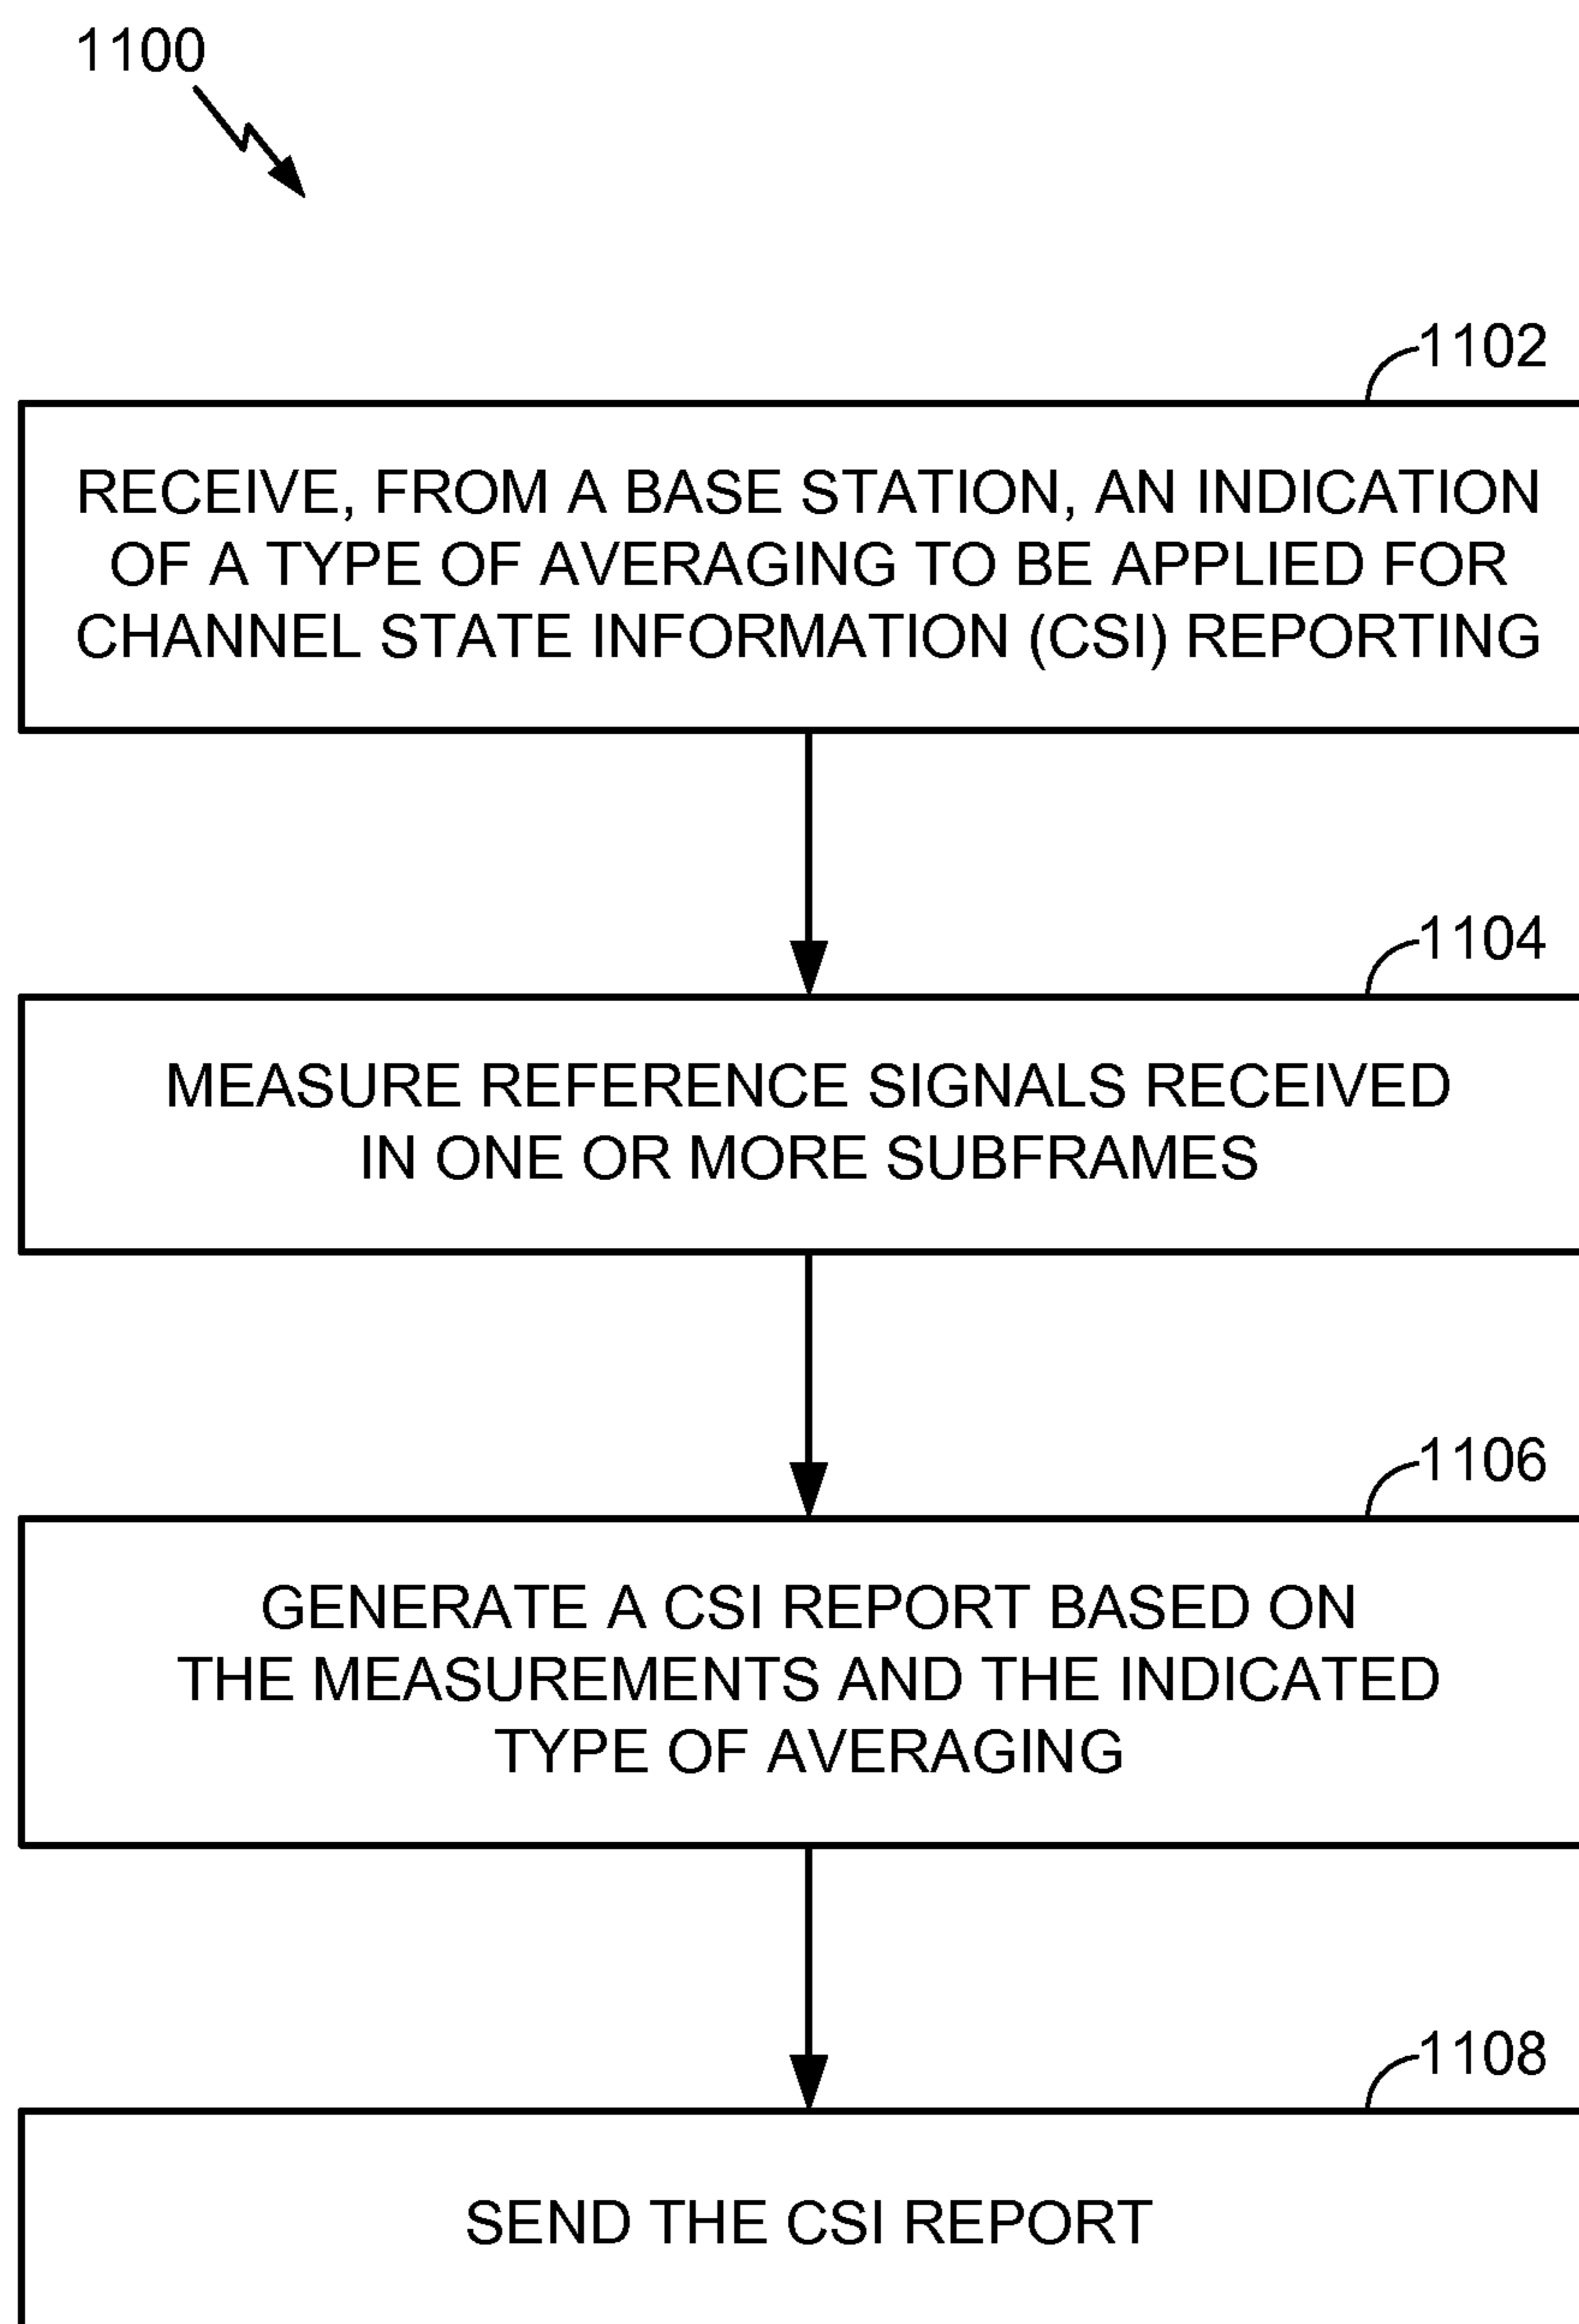 1100
1102
RECEIVE, FROM A BASE STATION, AN INDICATION
OF A TYPE OF AVERAGING TO BE APPLIED FOR
CHANNEL STATE INFORMATION (CSI) REPORTING
1104
MEASURE REFERENCE SIGNALS RECEIVED
IN ONE OR MORE SUBFRAMES
1106
GENERATE A CSI REPORT BASED ON
THE MEASUREMENTS AND THE INDICATED
TYPE OF AVERAGING
1108
SEND THE CSI REPORT